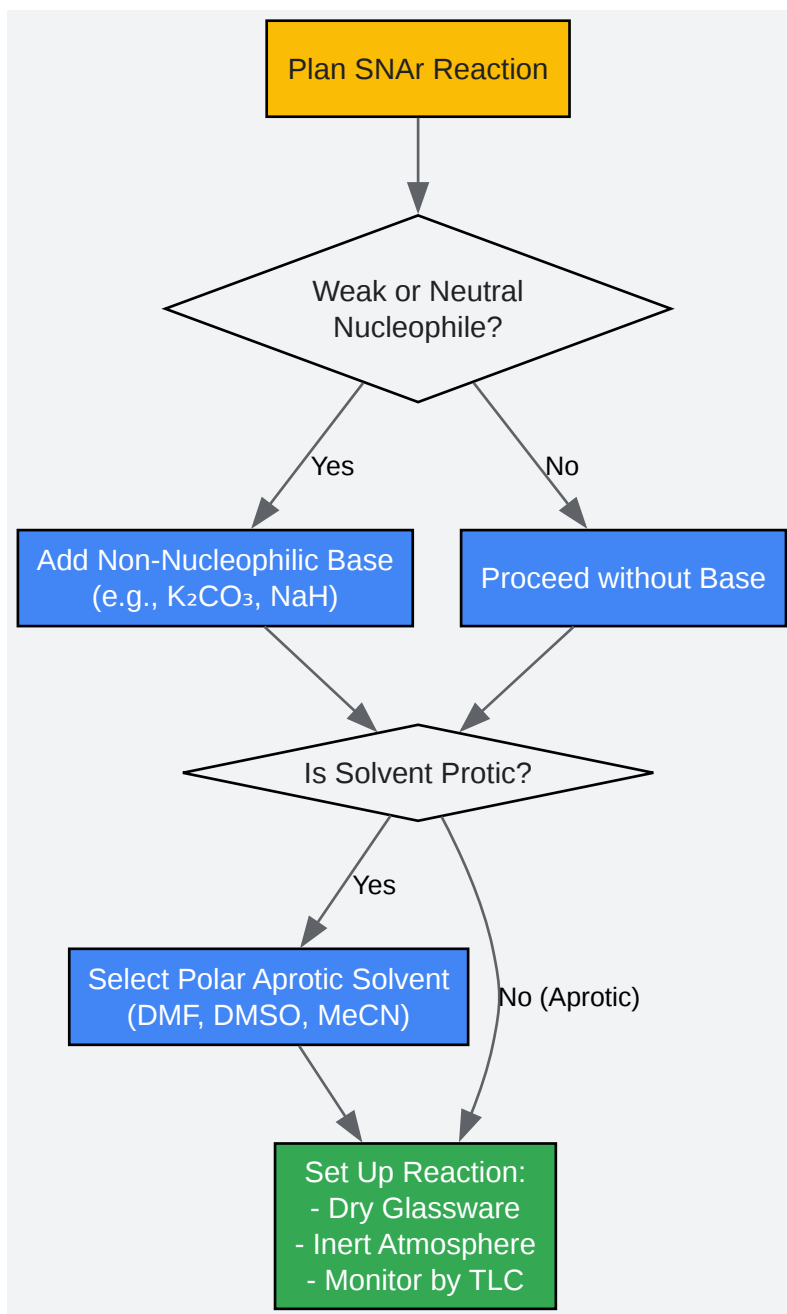 Plan SNAr Reaction
Weak or Neutral
Nucleophile?
Yes
No
Add Non-Nucleophilic Base
(e.g., K₂CO₃, NaH)
Proceed without Base
Is Solvent Protic?
Yes
Select Polar Aprotic Solvent
(DMF, DMSO, MeCN)
No (Aprotic)
Set Up Reaction:
- Dry Glassware
- Inert Atmosphere
- Monitor by TLC